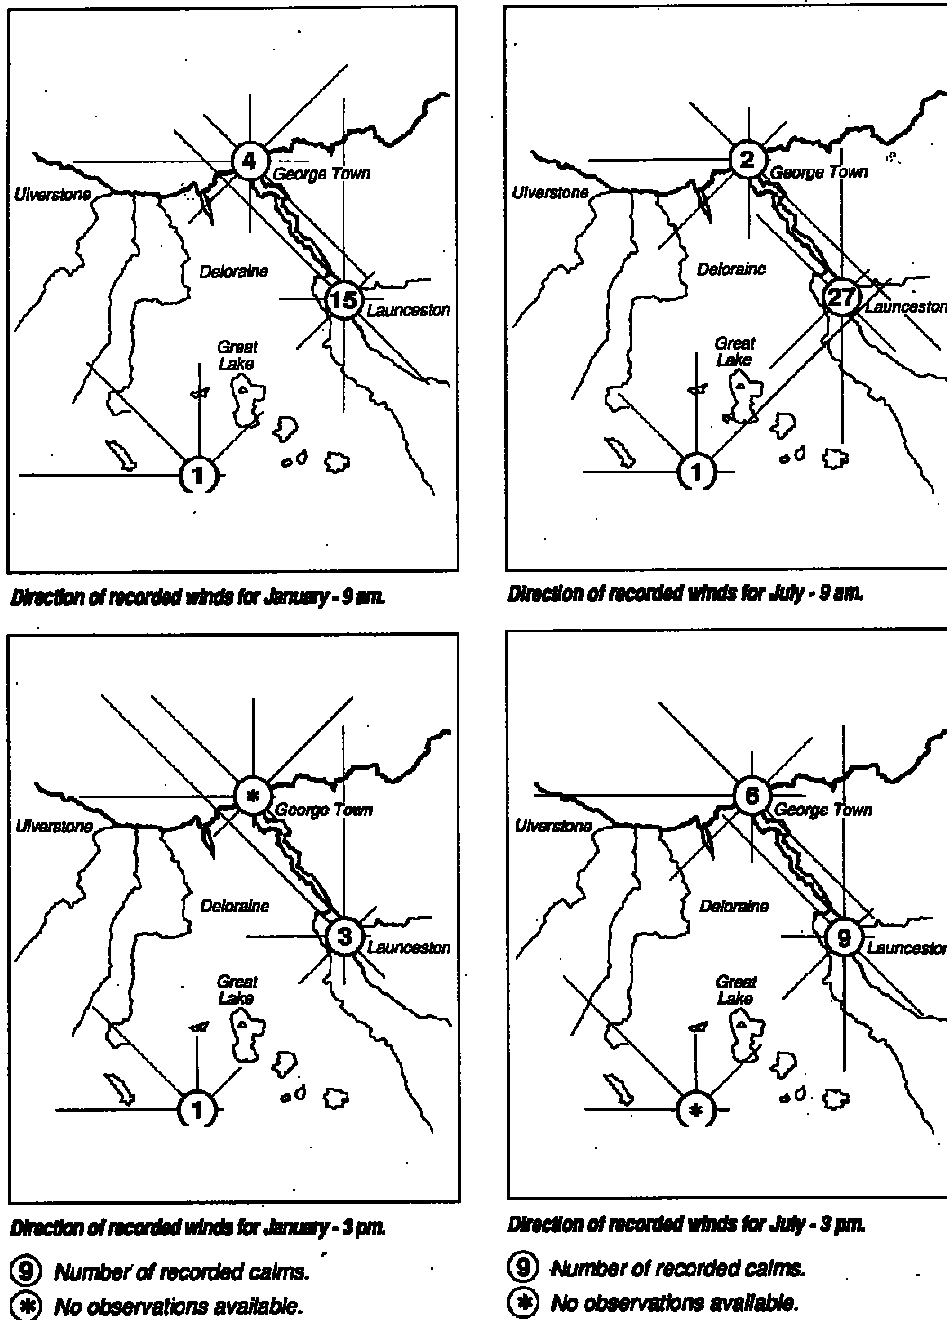 4
George Town
Ulverstone
Deloraine
15
Launceston
Great
Lake
1
Direction of recorded winds for January - 9 am.
2
George Town
Ulverstone
Deloraine
27
Launceston
Great
Lake
1
Direction of recorded winds for July - 9 am.
*
George Town
Ulverstone
Deloraine
3
Launceston
Great
Lake
1
Direction of recorded winds for January - 3 pm.
9 Number of recorded calms.
* No observations available.
6
George Town
Ulverstone
Deloraine
9
Launceston
Great
Lake
*
Direction of recorded winds for July - 3 pm.
9 Number of recorded calms.
* No observations available.